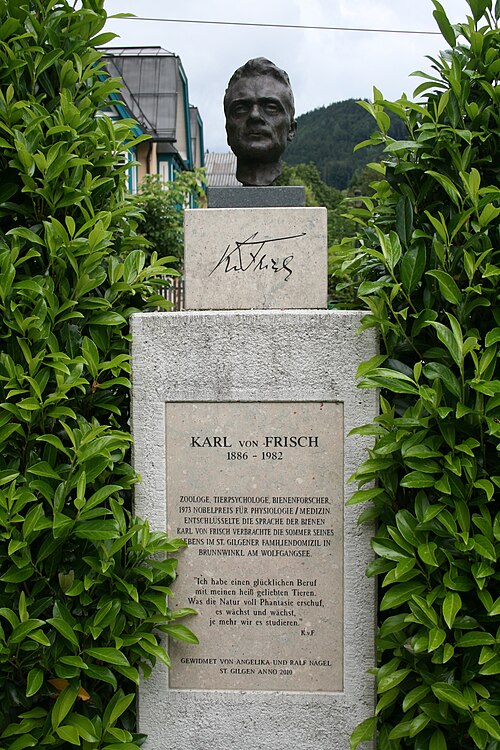 K v Frisch
KARL VON FRISCH
1886 - 1982
ZOOLOGE, TIERPSYCHOLOGE, BIENENFORSCHER,
1973 NOBELPREIS FÜR PHYSIOLOGIE / MEDIZIN
ENTSCHLÜSSELTE DIE SPRACHE DER BIENEN
KARL VON FRISCH VERBRACHTE DIE SOMMER SEINES
LEBENS IM ST. GILGENER FAMILIENDOMIZIL IN
BRUNNWINKL AM WOLFGANGSEE.
"Ich habe einen glücklichen Beruf
mit meinen heiß geliebten Tieren.
Was die Natur voll Phantasie erschuf,
es wächst und wächst,
je mehr wir es studieren."
K.v.F.
GEWIDMET VON ANGELIKA UND RALF NAGEL
ST. GILGEN ANNO 2010